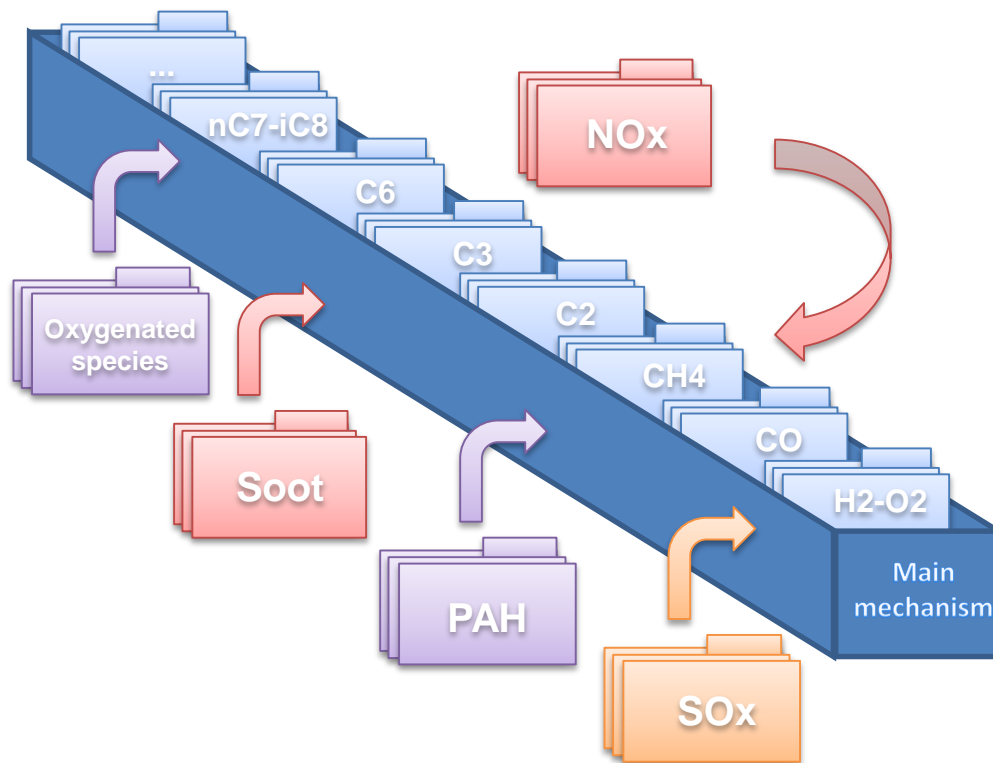 ...
nC7-iC8
NOx
C6
C3
C2
Oxygenated
species
CH4
CO
Soot
H2-O2
Main
mechanism
PAH
SOx